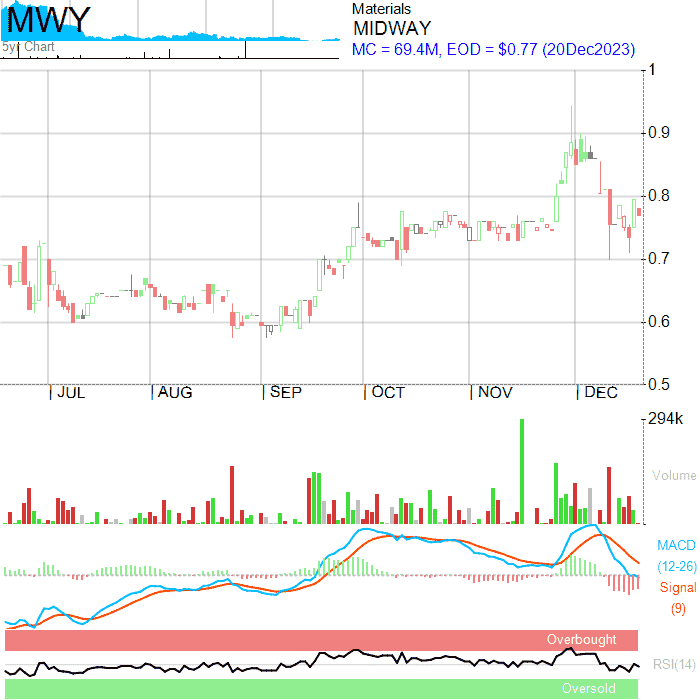 MWY
5yr Chart
Materials
MIDWAY
MC = 69.4M, EOD = $0.77 (20Dec2023)
1
0.9
0.8
0.7
0.6
0.5
JUL AUG SEP OCT NOV DEC
294k
Volume
MACD
(12-26)
Signal
(9)
Overbought
RSI(14)
Oversold